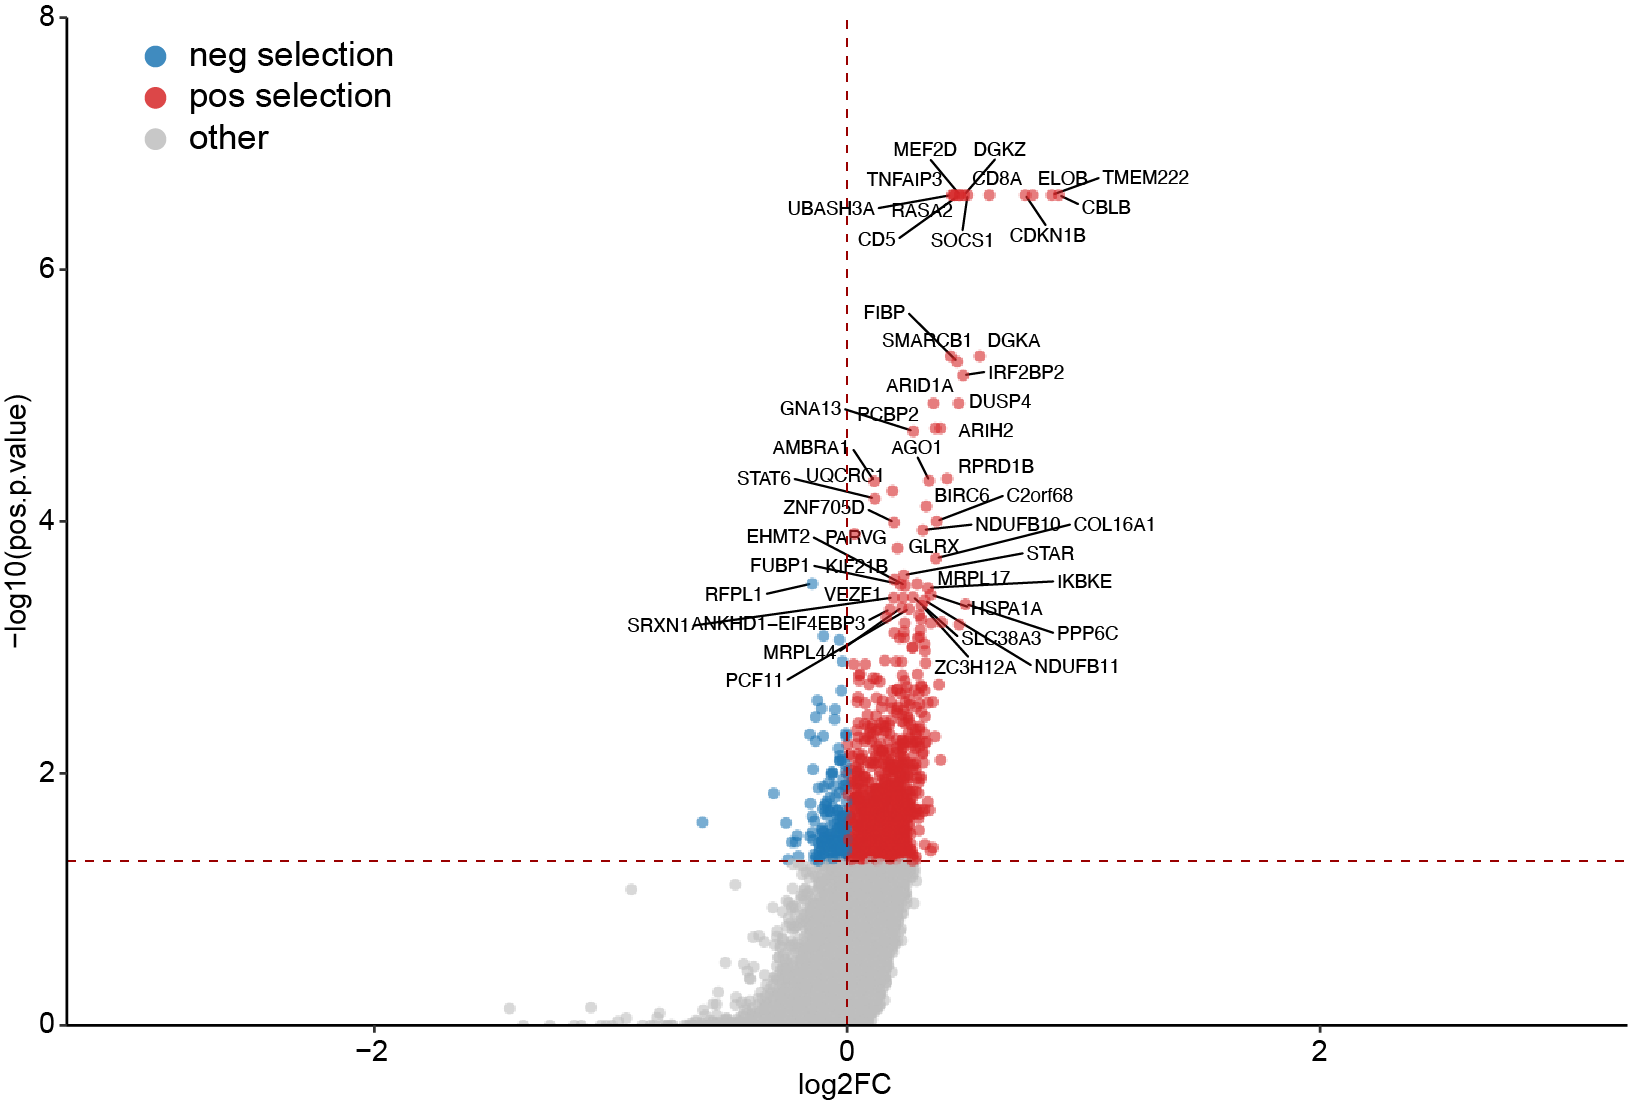 8
neg selection
pos selection
other
MEF2D DGKZ
TNFAIP3 CD8A ELOB TMEM222
UBASH3A RASA2 CBLB
CD5 SOCS1 CDKN1B
6
FIBP
SMARCB1 DGKA
IRF2BP2
ARID1A
GNA13 PCBP2 DUSP4
ARIH2
AMBRA1 AGO1
RPRD1B
STAT6 UQCRC1
BIRC6 C2orf68
ZNF705D
4
NDUFB10 COL16A1
EHMT2 PARVG
GLRX
STAR
FUBP1 KIF21B
MRPL17 IKBKE
RFPL1 VEZF1
HSPA1A
SRXN1 ANKHD1−EIF4EBP3
PPP6C
SLC38A3
MRPL44
ZC3H12A NDUFB11
PCF11
2
0
−log10(pos.p.value)
−2 0 2
log2FC